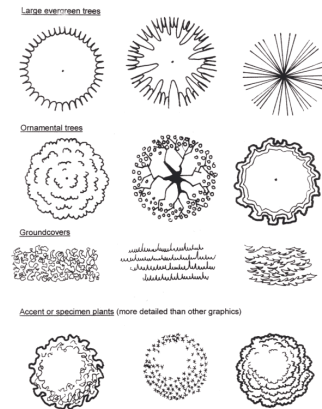 Large evergreen trees
Ornamental trees
Groundcovers
Accent or specimen plants (more detailed than other graphics)